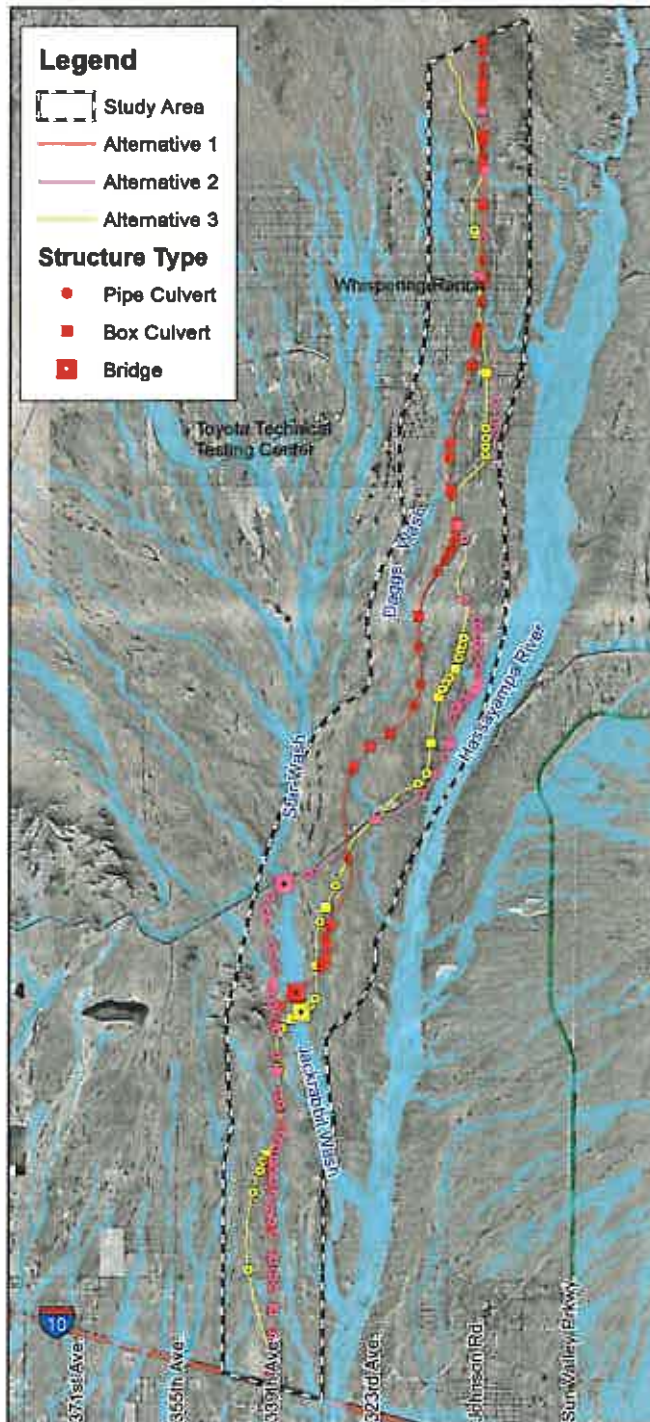 Legend
Study Area
Alternative 1
Alternative 2
Alternative 3
Structure Type
Pipe Culvert
Box Culvert
Bridge
Whispering Ranch
Toyota Technical
Testing Center
Daggs Wash
Hassayampa River
Star Wash
Jackrabbit Wash
10
371st Ave
355th Ave
339th Ave
323rd Ave
Johnson Rd
Sun Valley Prkwy